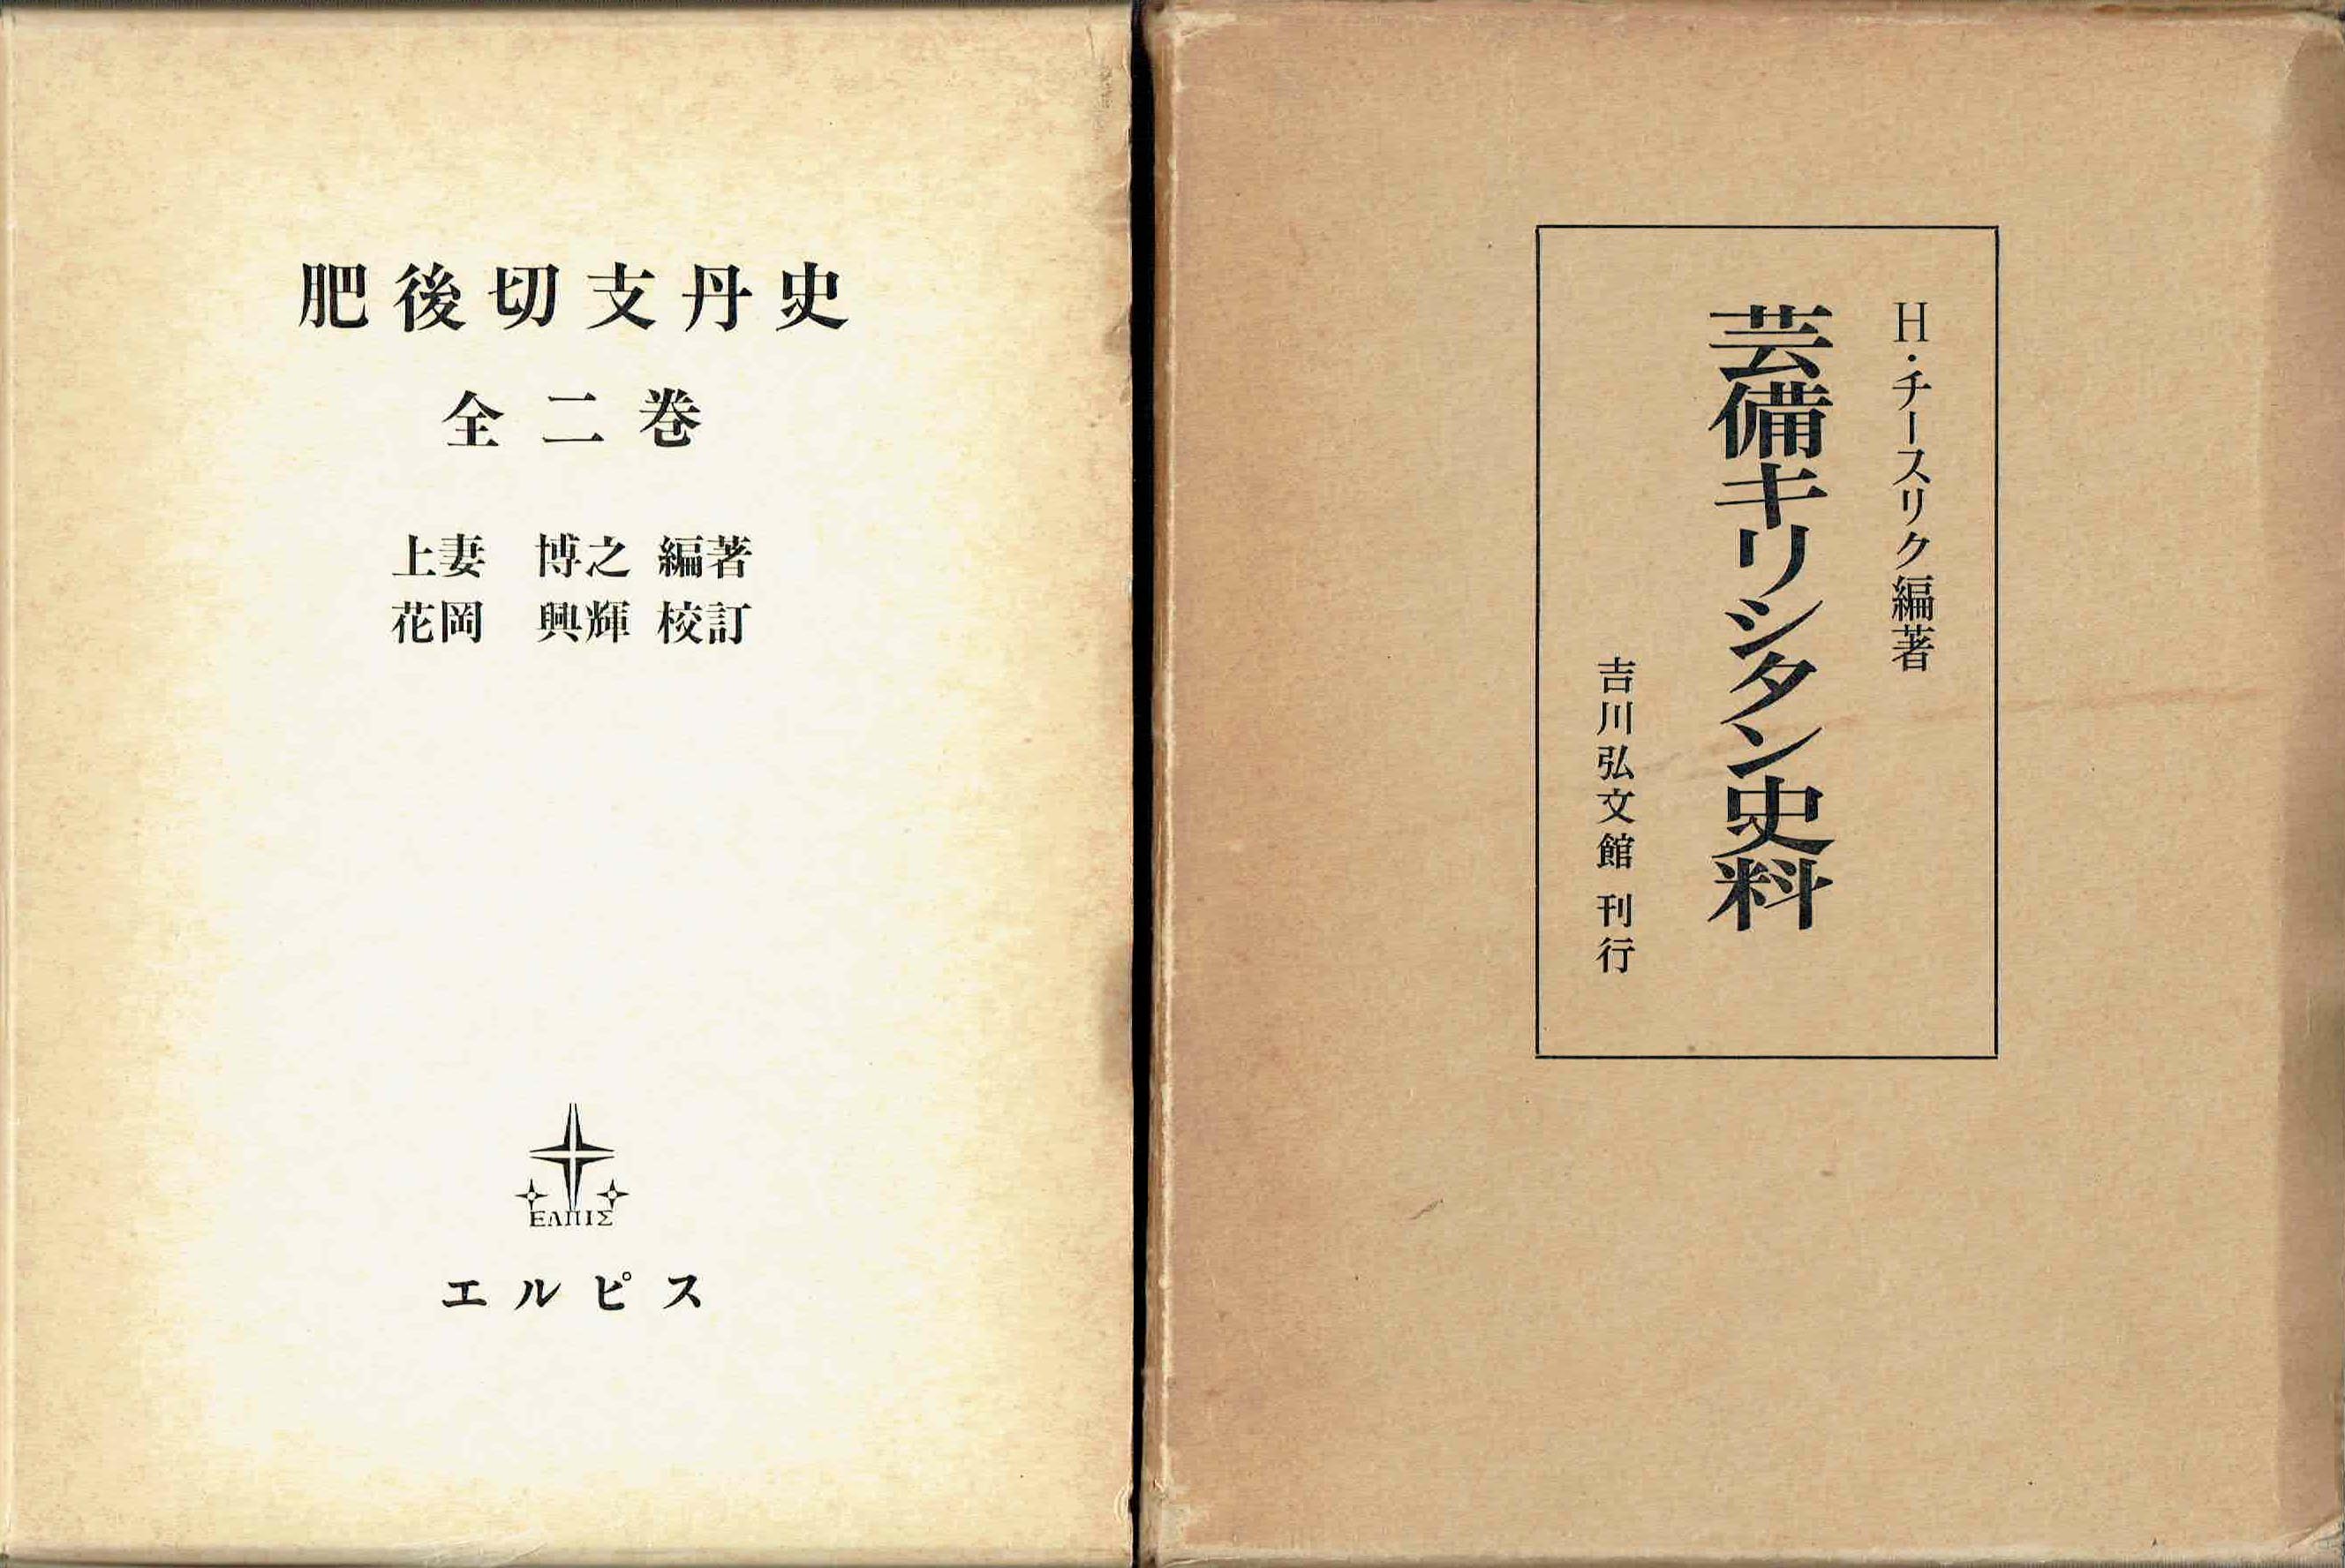 肥後切支丹史
全二巻
上妻 博之 編著
花岡 興輝 校訂
ΕΛΠΙΣ
エルピス
H・チースリク編著
芸備キリシタン史料
吉川弘文館 刊行